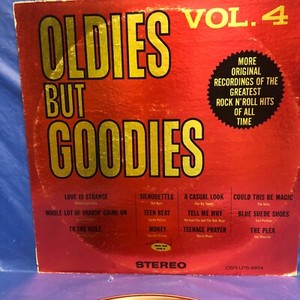 OLDIES
VOL. 4
BUT
GOODIES
MORE
ORIGINAL
RECORDINGS OF THE
GREATEST
ROCK N'ROLL HITS
OF ALL
TIME
LOVE IS STRANGE
SILHOUETTES
A CASUAL LOOK
COULD THIS BE MAGIC
WHOLE LOT OF SHAKIN' GOING ON
TEEN BEAT
TELL ME WHY
BLUE SUEDE SHOES
TO THE AISLE
MONEY
TEENAGE PRAYER
THE PLEA
STEREO